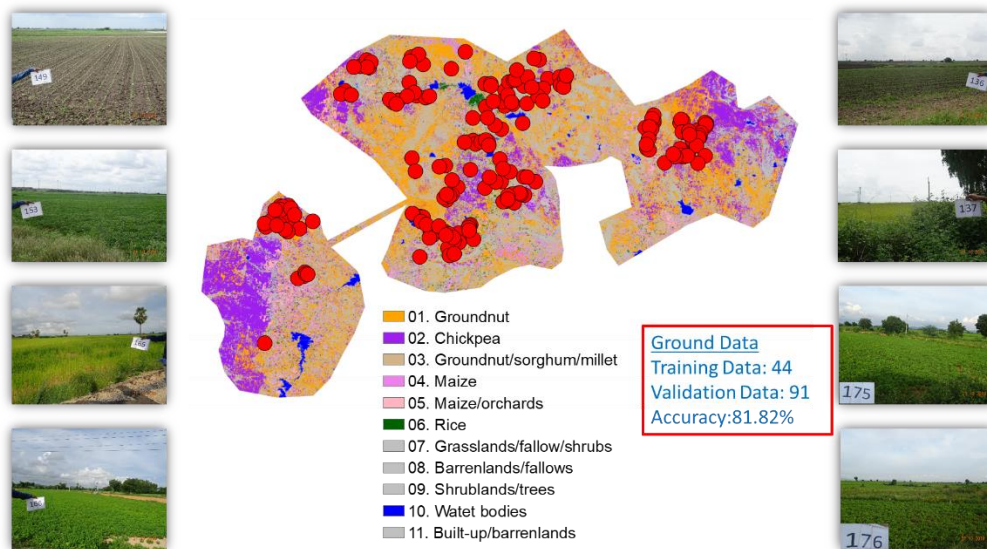 149
153
165
136
137
175
176
01. Groundnut
02. Chickpea
03. Groundnut/sorghum/millet
04. Maize
05. Maize/orchards
06. Rice
07. Grasslands/fallow/shrubs
08. Barrenlands/fallows
09. Shrublands/trees
10. Watet bodies
11. Built-up/barrenlands
Ground Data
Training Data: 44
Validation Data: 91
Accuracy:81.82%